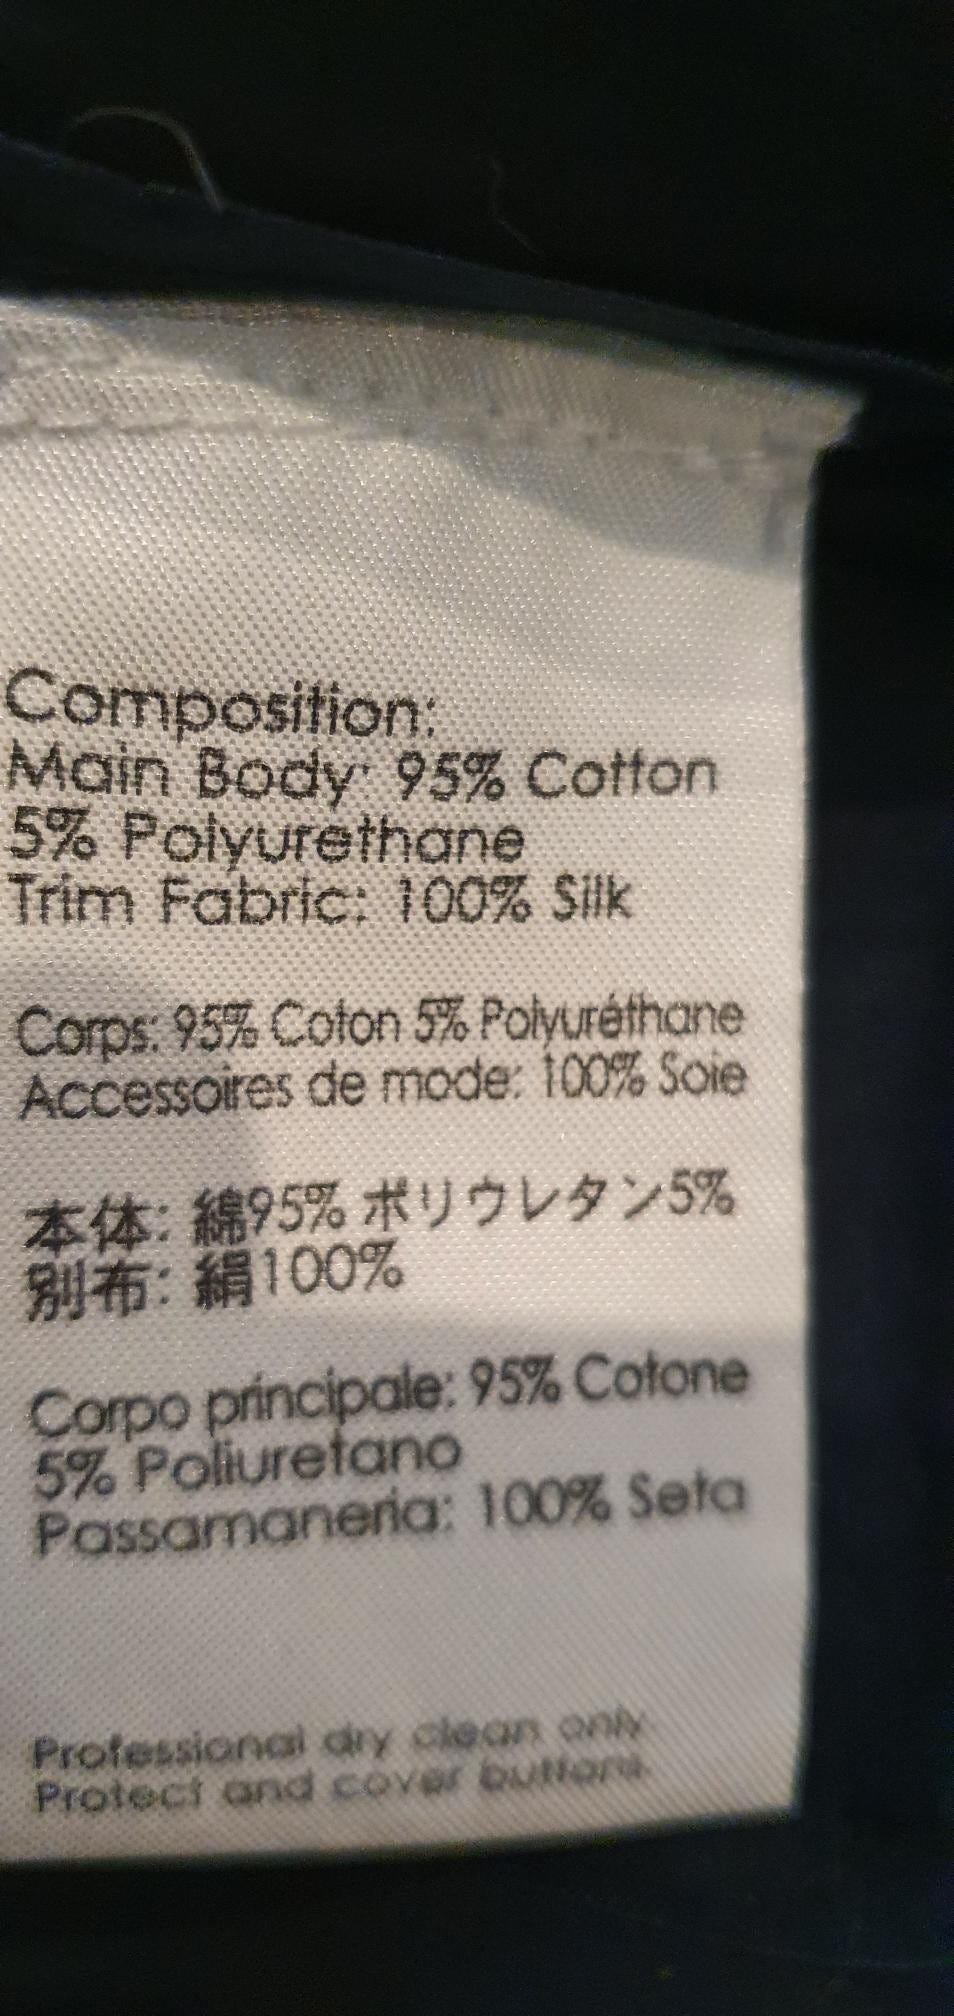 Composition:
Main Body: 95% Cotton
5% Polyurethane
Trim Fabric: 100% Silk
Corps: 95% Coton 5% Polyuréthane
Accessoires de mode: 100% Soie
本体: 綿95% ポリウレタン5%
別布: 絹100%
Corpo principale: 95% Cotone
5% Poliuretano
Passamaneria: 100% Seta
Professional dry clean only.
Protect and cover buttons.